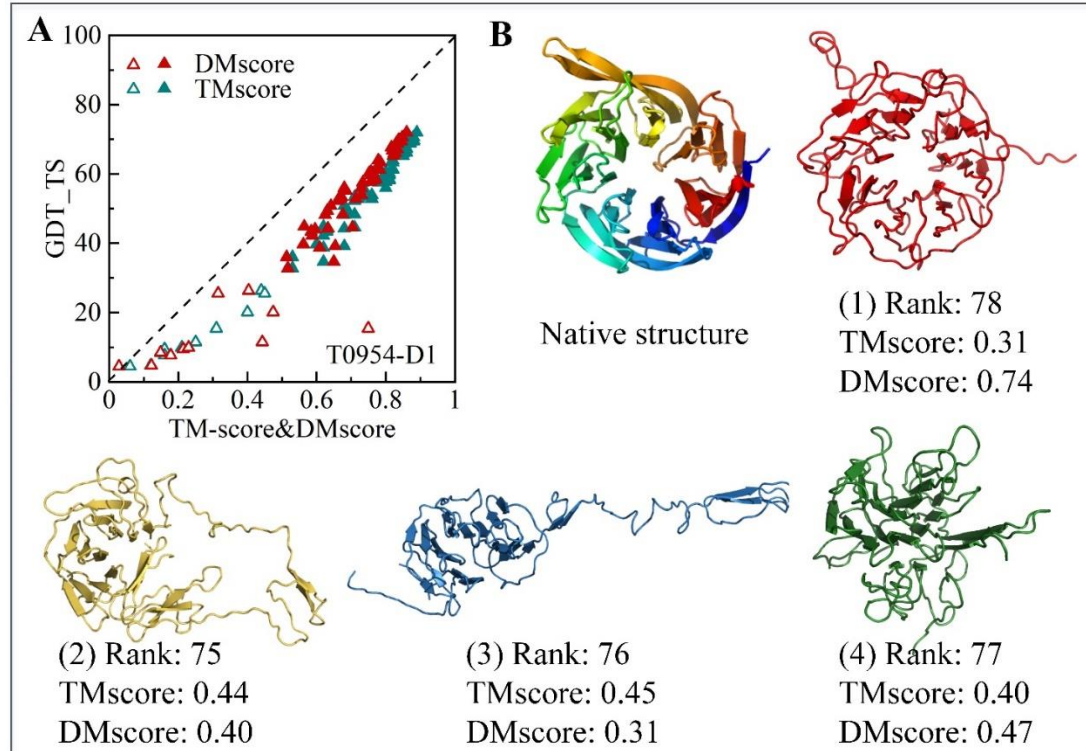 A
100
80
60
40
20
0
GDT_TS
DMscore
TMscore
T0954-D1
0
0.2
0.4
0.6
0.8
1
TM-score&DMscore
B
Native structure
(1) Rank: 78
TMscore: 0.31
DMscore: 0.74
(2) Rank: 75
TMscore: 0.44
DMscore: 0.40
(3) Rank: 76
TMscore: 0.45
DMscore: 0.31
(4) Rank: 77
TMscore: 0.40
DMscore: 0.47